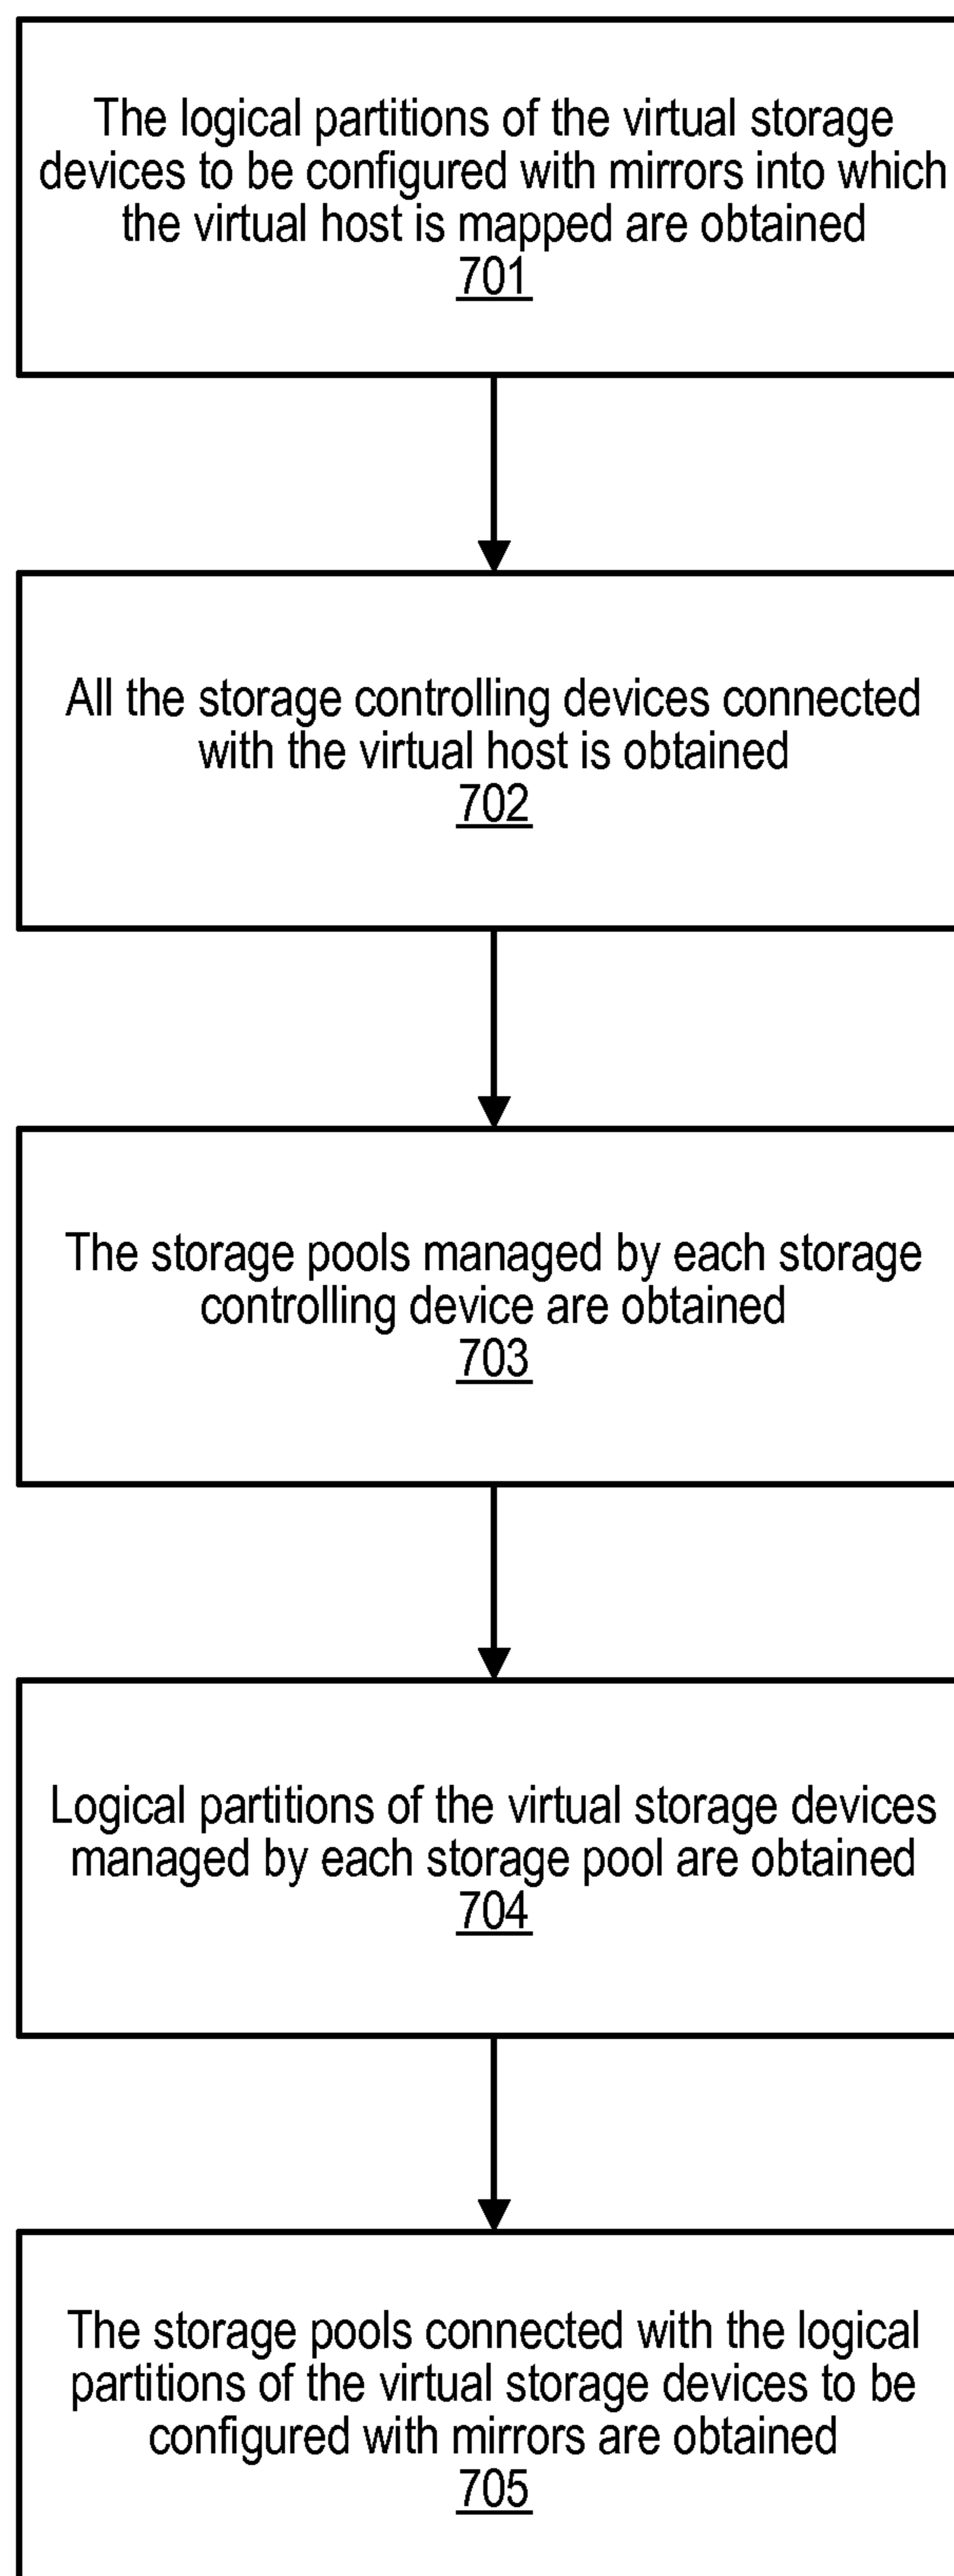 The logical partitions of the virtual storage
devices to be configured with mirrors into which
the virtual host is mapped are obtained
701
All the storage controlling devices connected
with the virtual host is obtained
702
The storage pools managed by each storage
controlling device are obtained
703
Logical partitions of the virtual storage devices
managed by each storage pool are obtained
704
The storage pools connected with the logical
partitions of the virtual storage devices to be
configured with mirrors are obtained
705